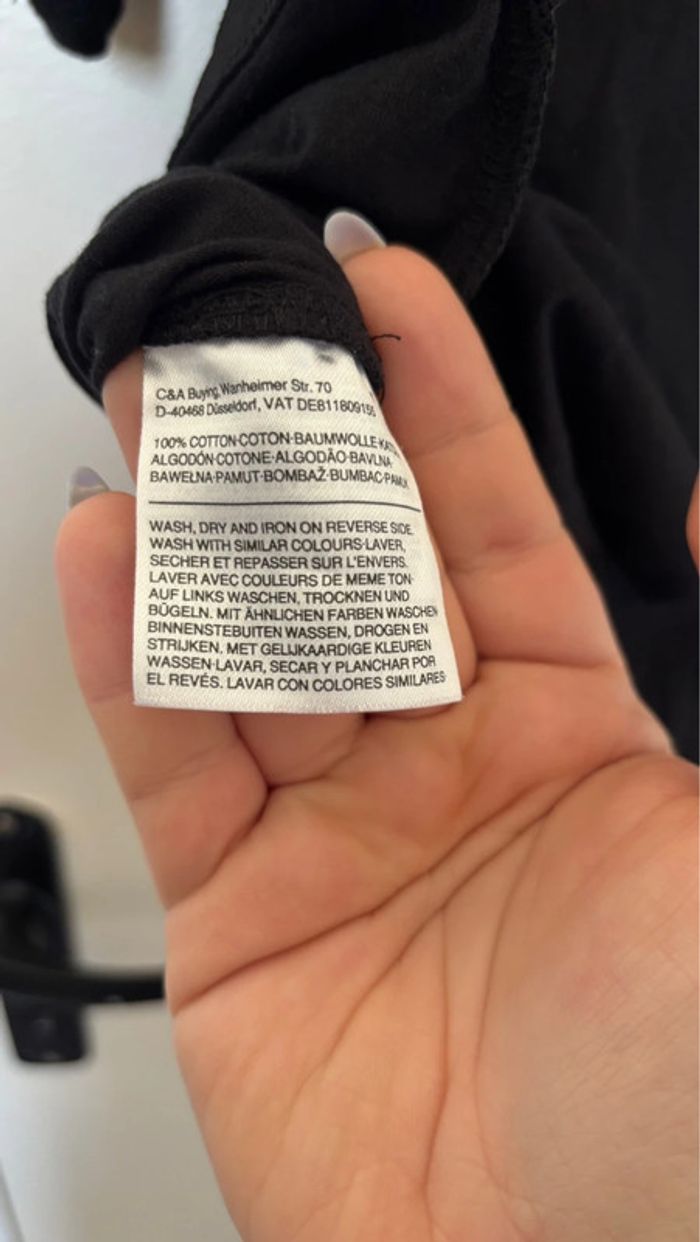 C&A Buying, Wanheimer Str. 70
D-40468 Düsseldorf, VAT DE811809155
100% COTTON·COTON·BAUMWOLLE·
ALGODÓN·COTONE·ALGODÃO·BAVLNA·
BAWEŁNA·PAMUT·BOMBAŽ·BUMBAC·
WASH, DRY AND IRON ON REVERSE SIDE.
WASH WITH SIMILAR COLOURS·LAVER,
SECHER ET REPASSER SUR L'ENVERS.
LAVER AVEC COULEURS DE MEME TON·
AUF LINKS WASCHEN, TROCKNEN UND
BÜGELN. MIT ÄHNLICHEN FARBEN WASCHEN
BINNENSTEBUITEN WASSEN, DROGEN EN
STRIJKEN. MET GELIJKAARDIGE KLEUREN
WASSEN·LAVAR, SECAR Y PLANCHAR POR
EL REVÉS. LAVAR CON COLORES SIMILARES·